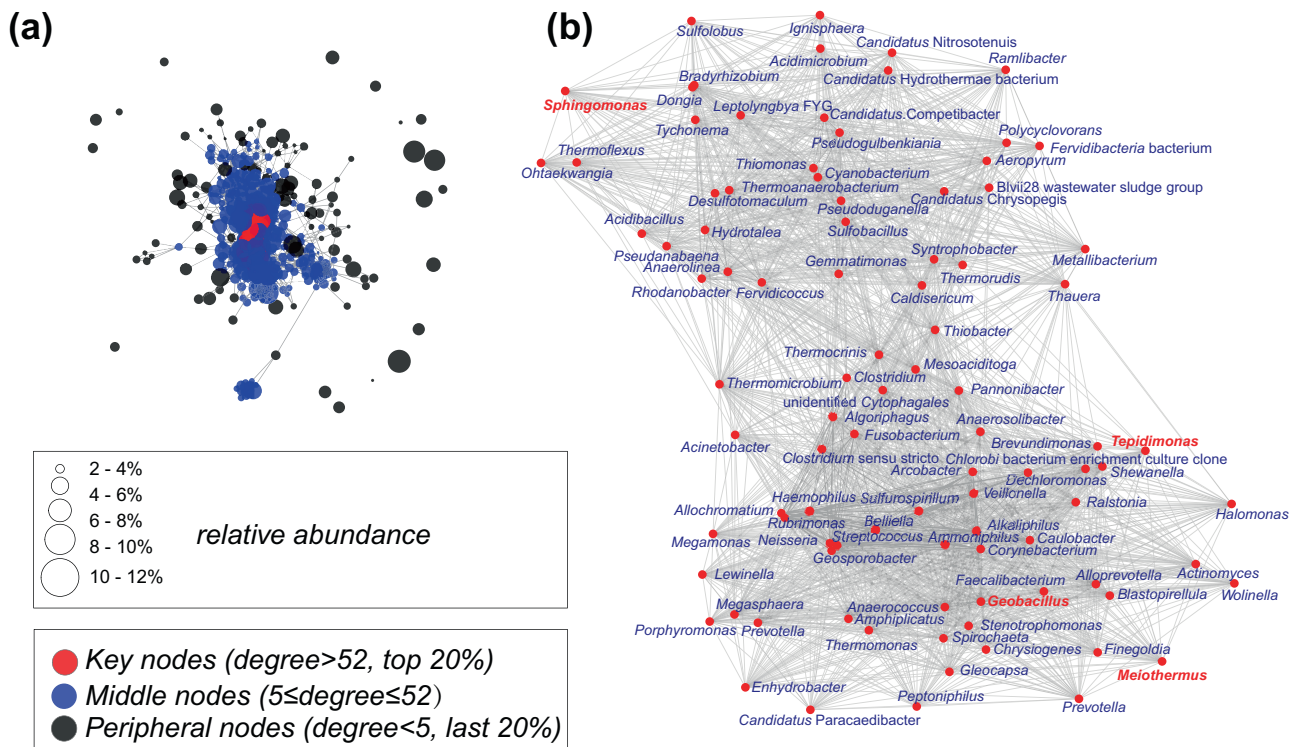 (a)
2 - 4%
4 - 6%
6 - 8%
8 - 10%
10 - 12%
relative abundance
Key nodes (degree>52, top 20%)
Middle nodes (5≤degree≤52)
Peripheral nodes (degree<5, last 20%)
(b)
Ignisphaera
Sulfolobus
Candidatus Nitrosotenuis
Acidimicrobium
Ramlibacter
Bradyrhizobium
Candidatus Hydrothermae bacterium
Sphingomonas
Dongia
Leptolyngbya FYG
Candidatus.Competibacter
Tychonema
Polycyclovorans
Pseudogulbenkiania
Thermoflexus
Fervidibacteria bacterium
Thiomonas
Aeropyrum
Ohtaekwangia
Cyanobacterium
Thermoanaerobacterium
Blvii28 wastewater sludge group
Desulfotomaculum
Candidatus Chrysopegis
Pseudoduganella
Acidibacillus
Hydrotalea
Sulfobacillus
Syntrophobacter
Pseudanabaena
Metallibacterium
Anaerolinea
Gemmatimonas
Thermorudis
Rhodanobacter
Fervidicoccus
Caldisericum
Thauera
Thiobacter
Thermocrinis
Mesoaciditoga
Thermomicrobium
Clostridium
Pannonibacter
unidentified Cytophagales
Algoriphagus
Anaerosolibacter
Acinetobacter
Fusobacterium
Brevundimonas
Tepidimonas
Clostridium sensu stricto
Chlorobi bacterium enrichment culture clone
Arcobacter
Shewanella
Dechloromonas
Haemophilus
Sulfurospirillum
Veillonella
Ralstonia
Allochromatium
Halomonas
Rubrimonas
Belliella
Alkaliphilus
Megamonas
Neisseria
Streptococcus
Ammoniphilus
Caulobacter
Geosporobacter
Corynebacterium
Lewinella
Faecalibacterium
Alloprevotella
Actinomyces
Wolinella
Blastopirellula
Megasphaera
Anaerococcus
Geobacillus
Porphyromonas
Prevotella
Amphiplicatus
Stenotrophomonas
Thermomonas
Spirochaeta
Chrysiogenes
Finegoldia
Gleocapsa
Meiothermus
Enhydrobacter
Peptoniphilus
Prevotella
Candidatus Paracaedibacter